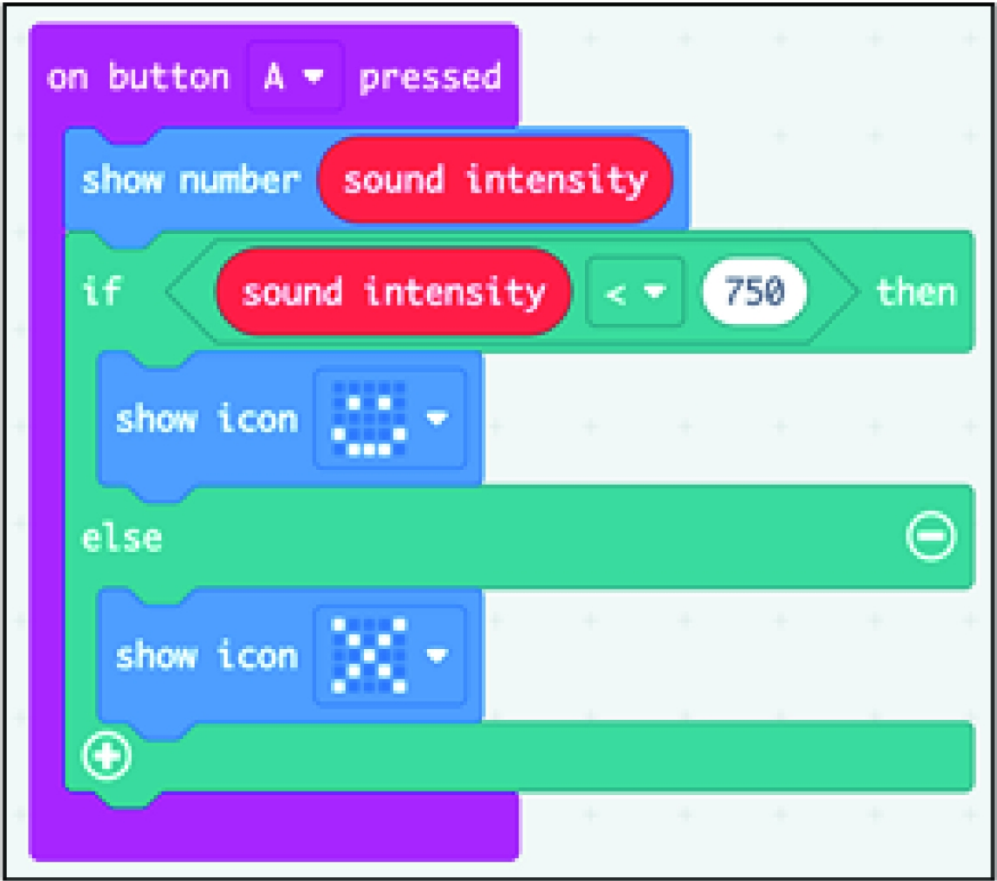 on button A pressed
show number sound intensity
if sound intensity < 750 then
show icon
else
show icon